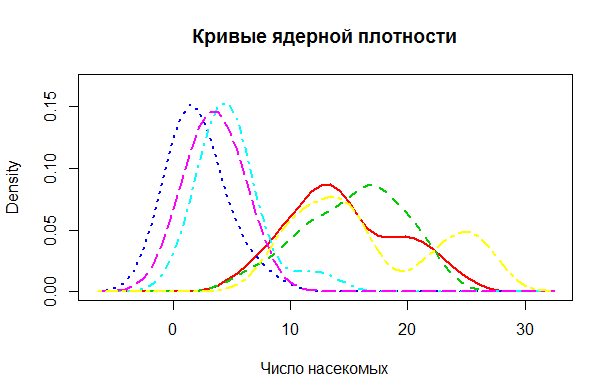 Кривые ядерной плотности
Density
0.00 0.05 0.10 0.15
0 10 20 30
Число насекомых